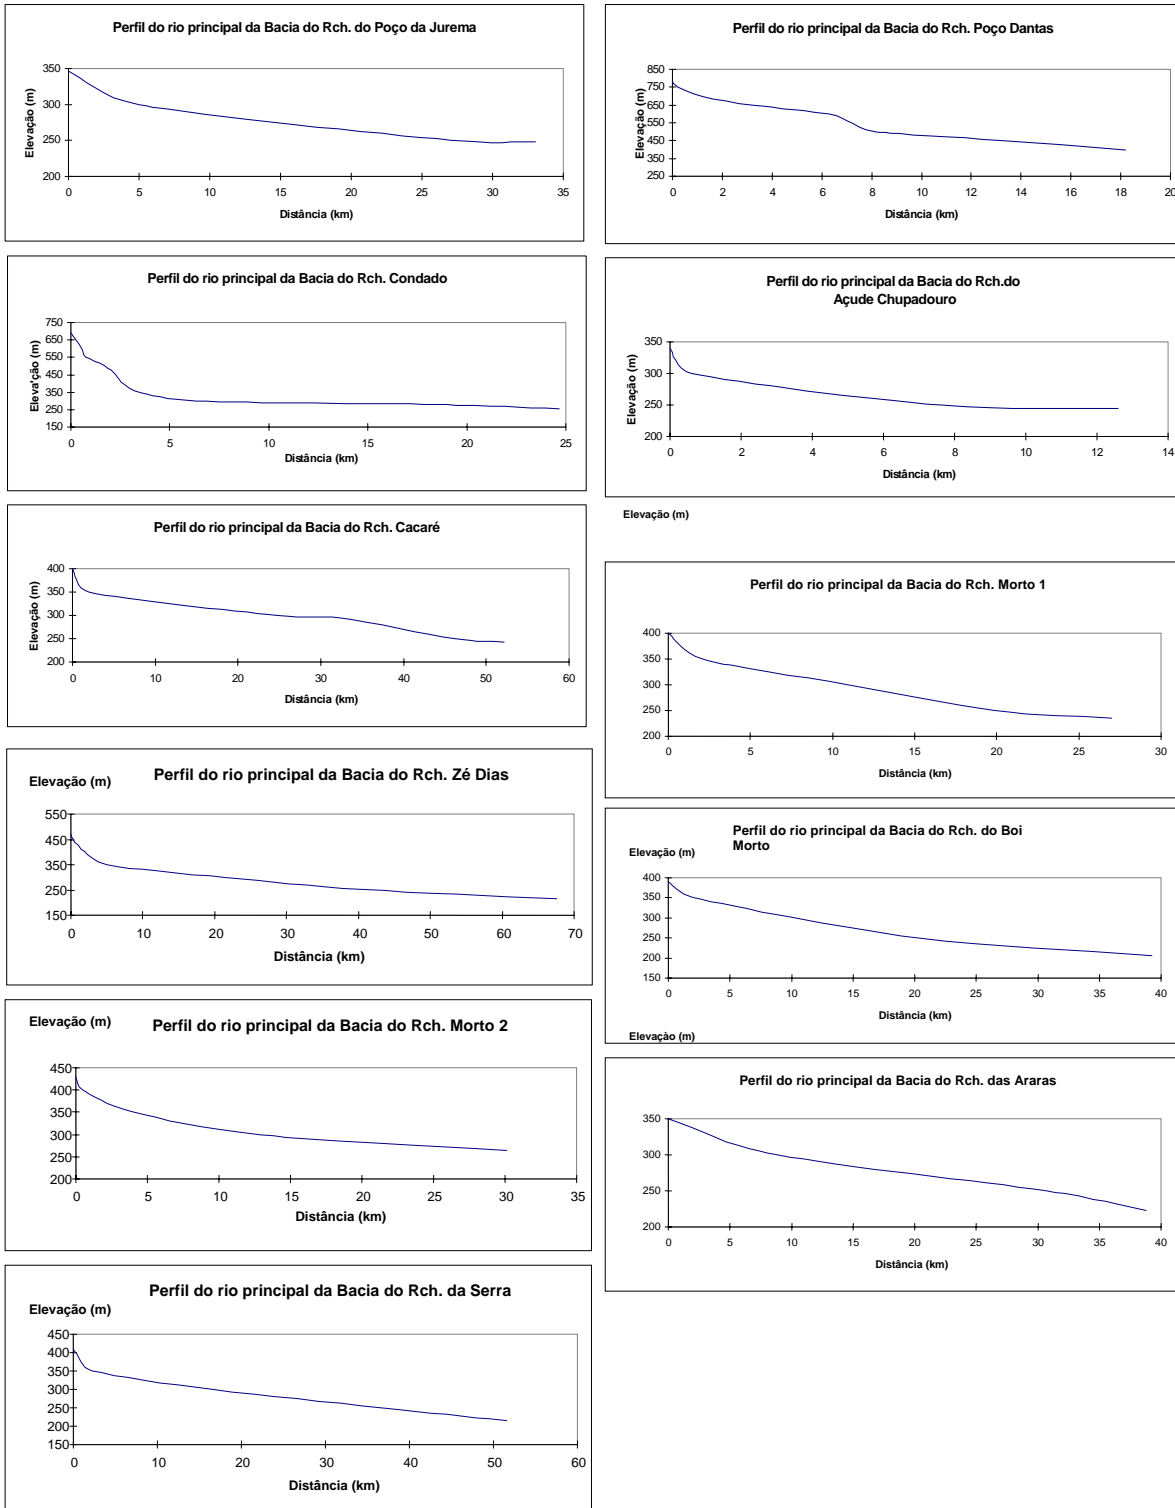 Perfil do rio principal da Bacia do Rch. do Poço da Jurema
Elevação (m)
350
300
250
200
0 5 10 15 20 25 30 35
Distância (km)
Perfil do rio principal da Bacia do Rch. Poço Dantas
Elevação (m)
850
750
650
550
450
350
250
0 2 4 6 8 10 12 14 16 18 20
Distância (km)
Perfil do rio principal da Bacia do Rch. Condado
Eleva'ção (m)
750
650
550
450
350
250
150
0 5 10 15 20 25
Distância (km)
Perfil do rio principal da Bacia do Rch.do
Açude Chupadouro
Elevação (m)
350
300
250
200
0 2 4 6 8 10 12 14
Distância (km)
Perfil do rio principal da Bacia do Rch. Cacaré
Elevação (m)
400
350
300
250
200
0 10 20 30 40 50 60
Distância (km)
Elevação (m)
Perfil do rio principal da Bacia do Rch. Morto 1
400
350
300
250
200
0 5 10 15 20 25 30
Distância (km)
Perfil do rio principal da Bacia do Rch. Zé Dias
Elevação (m)
550
450
350
250
150
0 10 20 30 40 50 60 70
Distância (km)
Perfil do rio principal da Bacia do Rch. do Boi
Morto
Elevação (m)
400
350
300
250
200
150
0 5 10 15 20 25 30 35 40
Distância (km)
Elevação (m)
Perfil do rio principal da Bacia do Rch. Morto 2
450
400
350
300
250
200
0 5 10 15 20 25 30 35
Distância (km)
Elevaçào (m)
Perfil do rio principal da Bacia do Rch. das Araras
350
300
250
200
0 5 10 15 20 25 30 35 40
Distância (km)
Perfil do rio principal da Bacia do Rch. da Serra
Elevação (m)
450
400
350
300
250
200
150
0 10 20 30 40 50 60
Distância (km)